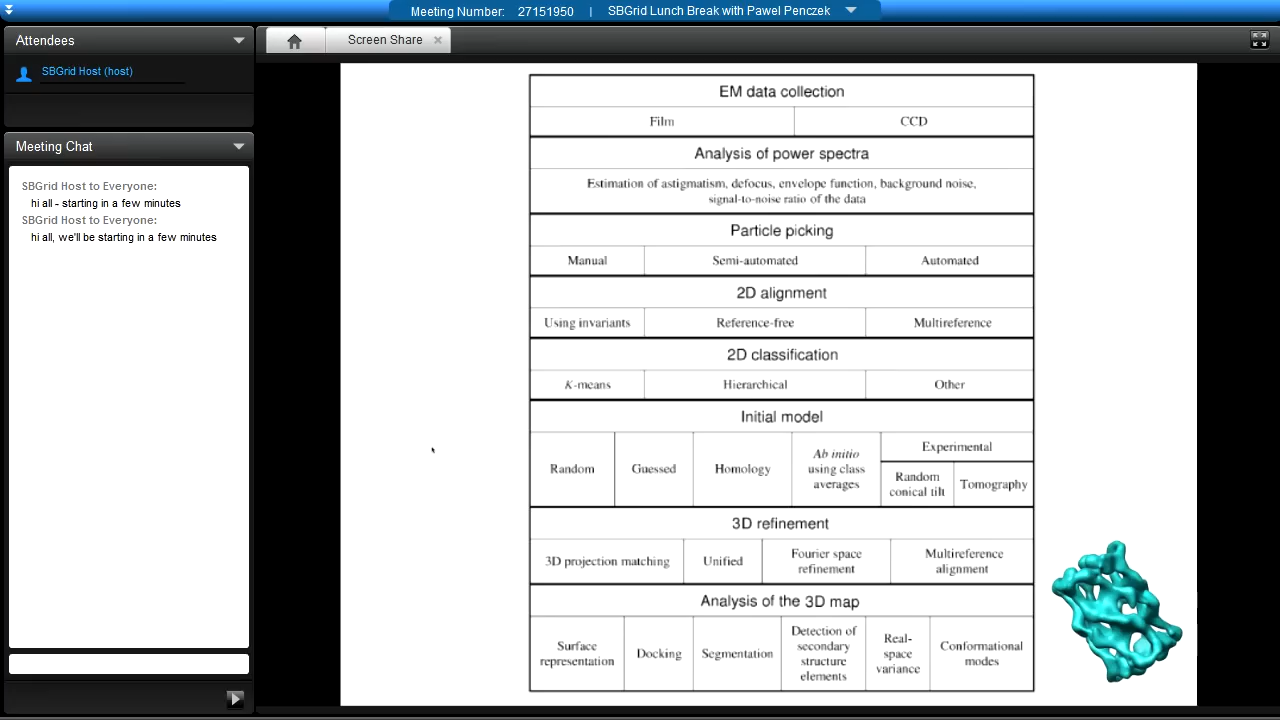 Meeting Number: 27151950 | SBGrid Lunch Break with Pawel Penczek
Attendees
SBGrid Host (host)
Meeting Chat
SBGrid Host to Everyone:
hi all - starting in a few minutes
SBGrid Host to Everyone:
hi all, we'll be starting in a few minutes
Screen Share
EM data collection
Film CCD
Analysis of power spectra
Estimation of astigmatism, defocus, envelope function, background noise,
signal-to-noise ratio of the data
Particle picking
Manual Semi-automated Automated
2D alignment
Using invariants Reference-free Multireference
2D classification
K-means Hierarchical Other
Initial model
Random
Guessed
Homology
Ab initio
using class
averages
Experimental
Random
conical tilt
Tomography
3D refinement
3D projection matching
Unified
Fourier space
refinement
Multireference
alignment
Analysis of the 3D map
Surface
representation
Docking
Segmentation
Detection of
secondary
structure
elements
Real-
space
variance
Conformational
modes